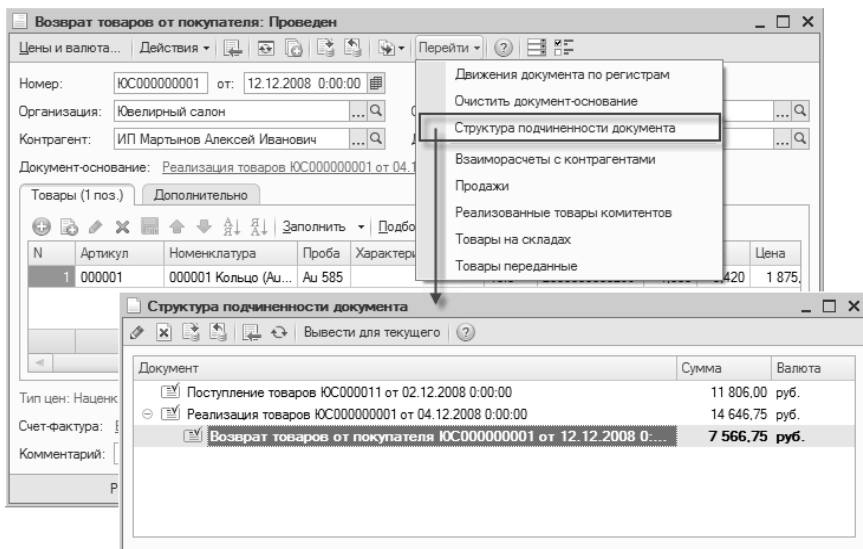 Возврат товаров от покупателя: Проведен
Цены и валюта... Действия Перейти
Номер: ЮС000000001 от: 12.12.2008 0:00:00
Организация: Ювелирный салон ...
Контрагент: ИП Мартынов Алексей Иванович ...
Документ-основание: Реализация товаров ЮС000000001 от 04.1
Движения документа по регистрам
Очистить документ-основание
Структура подчиненности документа
Взаиморасчеты с контрагентами
Продажи
Реализованные товары комитентов
Товары на складах
Товары переданные
Товары (1 поз.) Дополнительно
Заполнить Подбо
N Артикул Номенклатура Проба Характери Цена
1 000001 000001 Кольцо (Au... Au 585 1 875,
Тип цен: Наценк
Счет-фактура:
Комментарий:
Структура подчиненности документа
Вывести для текущего
Документ Сумма Валюта
Поступление товаров ЮС000011 от 02.12.2008 0:00:00 11 806,00 руб.
Реализация товаров ЮС000000001 от 04.12.2008 0:00:00 14 646,75 руб.
Возврат товаров от покупателя ЮС000000001 от 12.12.2008 0:... 7 566,75 руб.